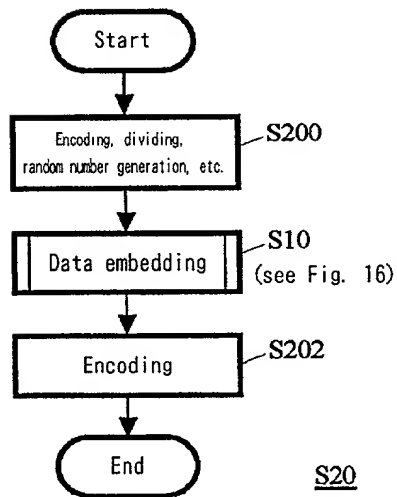 Start
Encoding, dividing,
random number generation, etc.
S200
Data embedding
S10
(see Fig. 16)
Encoding
S202
End
S20